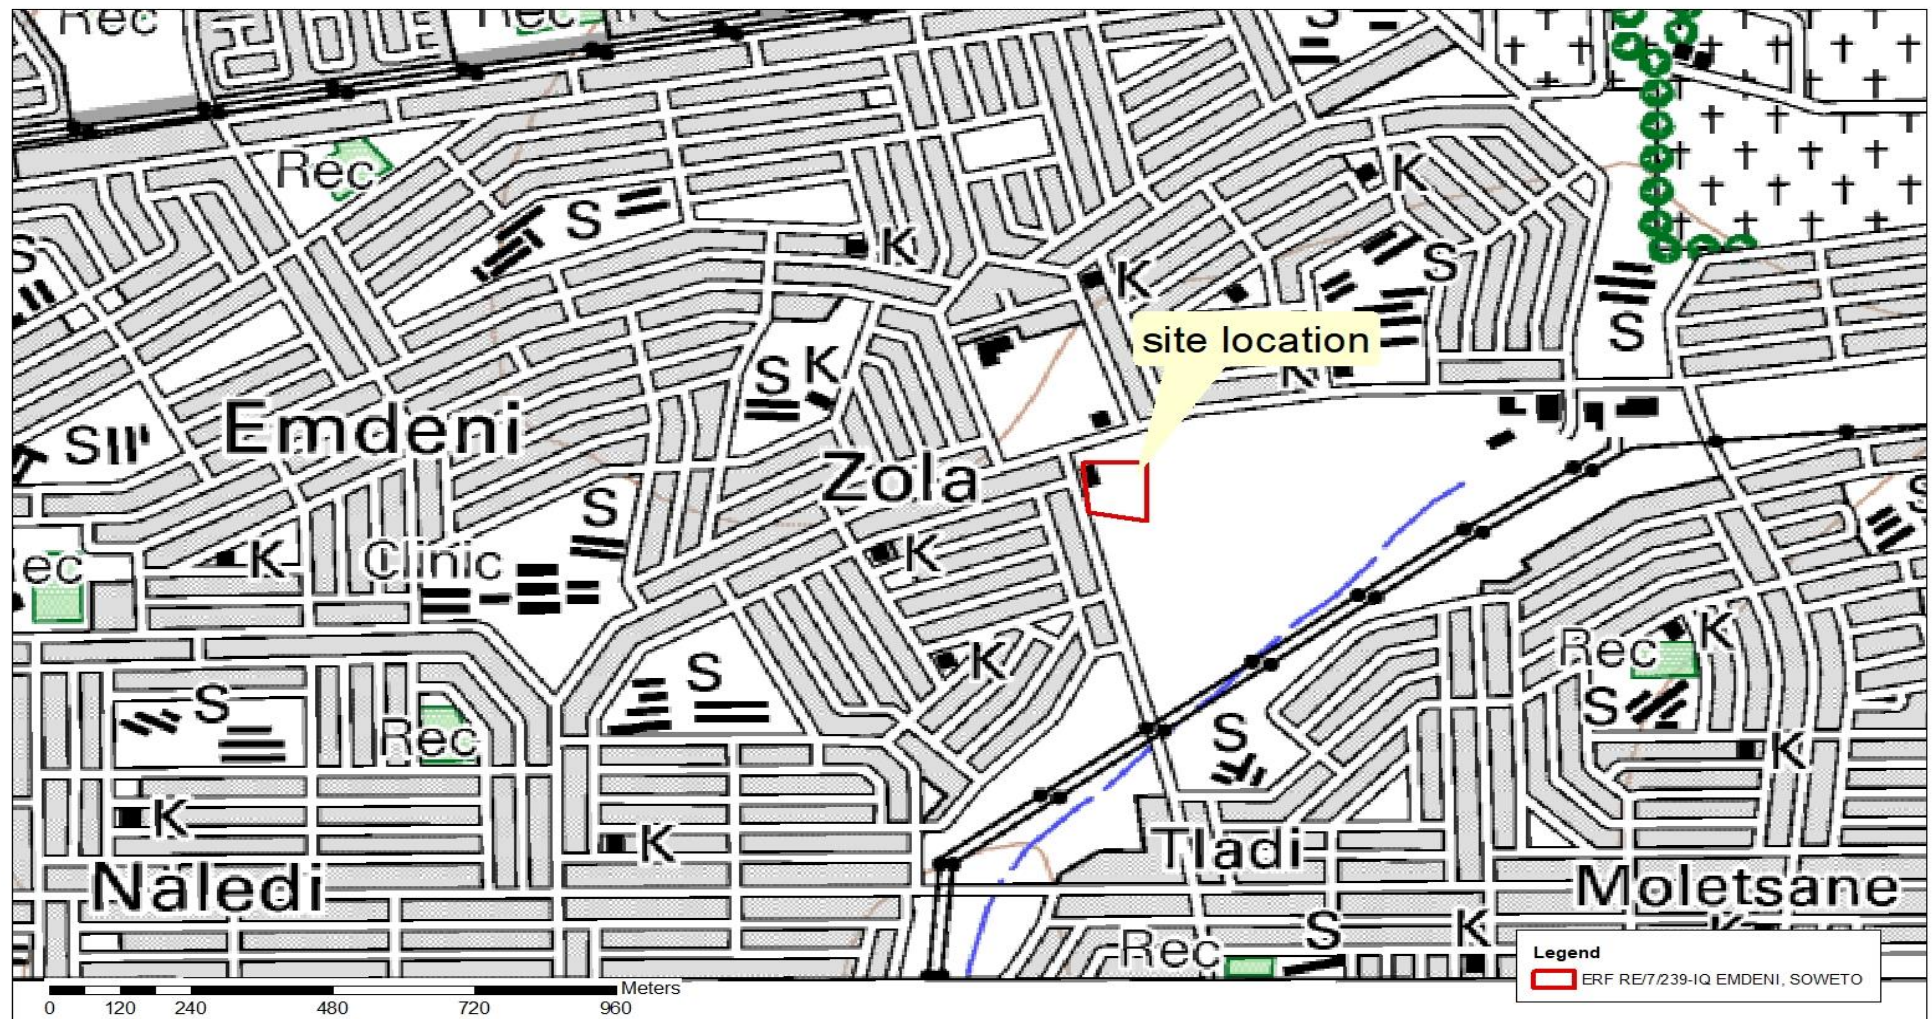 Rec
Rec
S
Rec
K
S
K
S
S
K
S
site location
S
K
S
K
Emdeni
S
Zola
S
S
K
Clinic
K
ec
K
Rec
K
S
S
S
Rec
S
K
K
K
Tladi
Naledi
Moletsane
S
K
Rec
Legend
ERF RE/7/239-IQ EMDENI, SOWETO
Meters
0 120 240 480 720 960